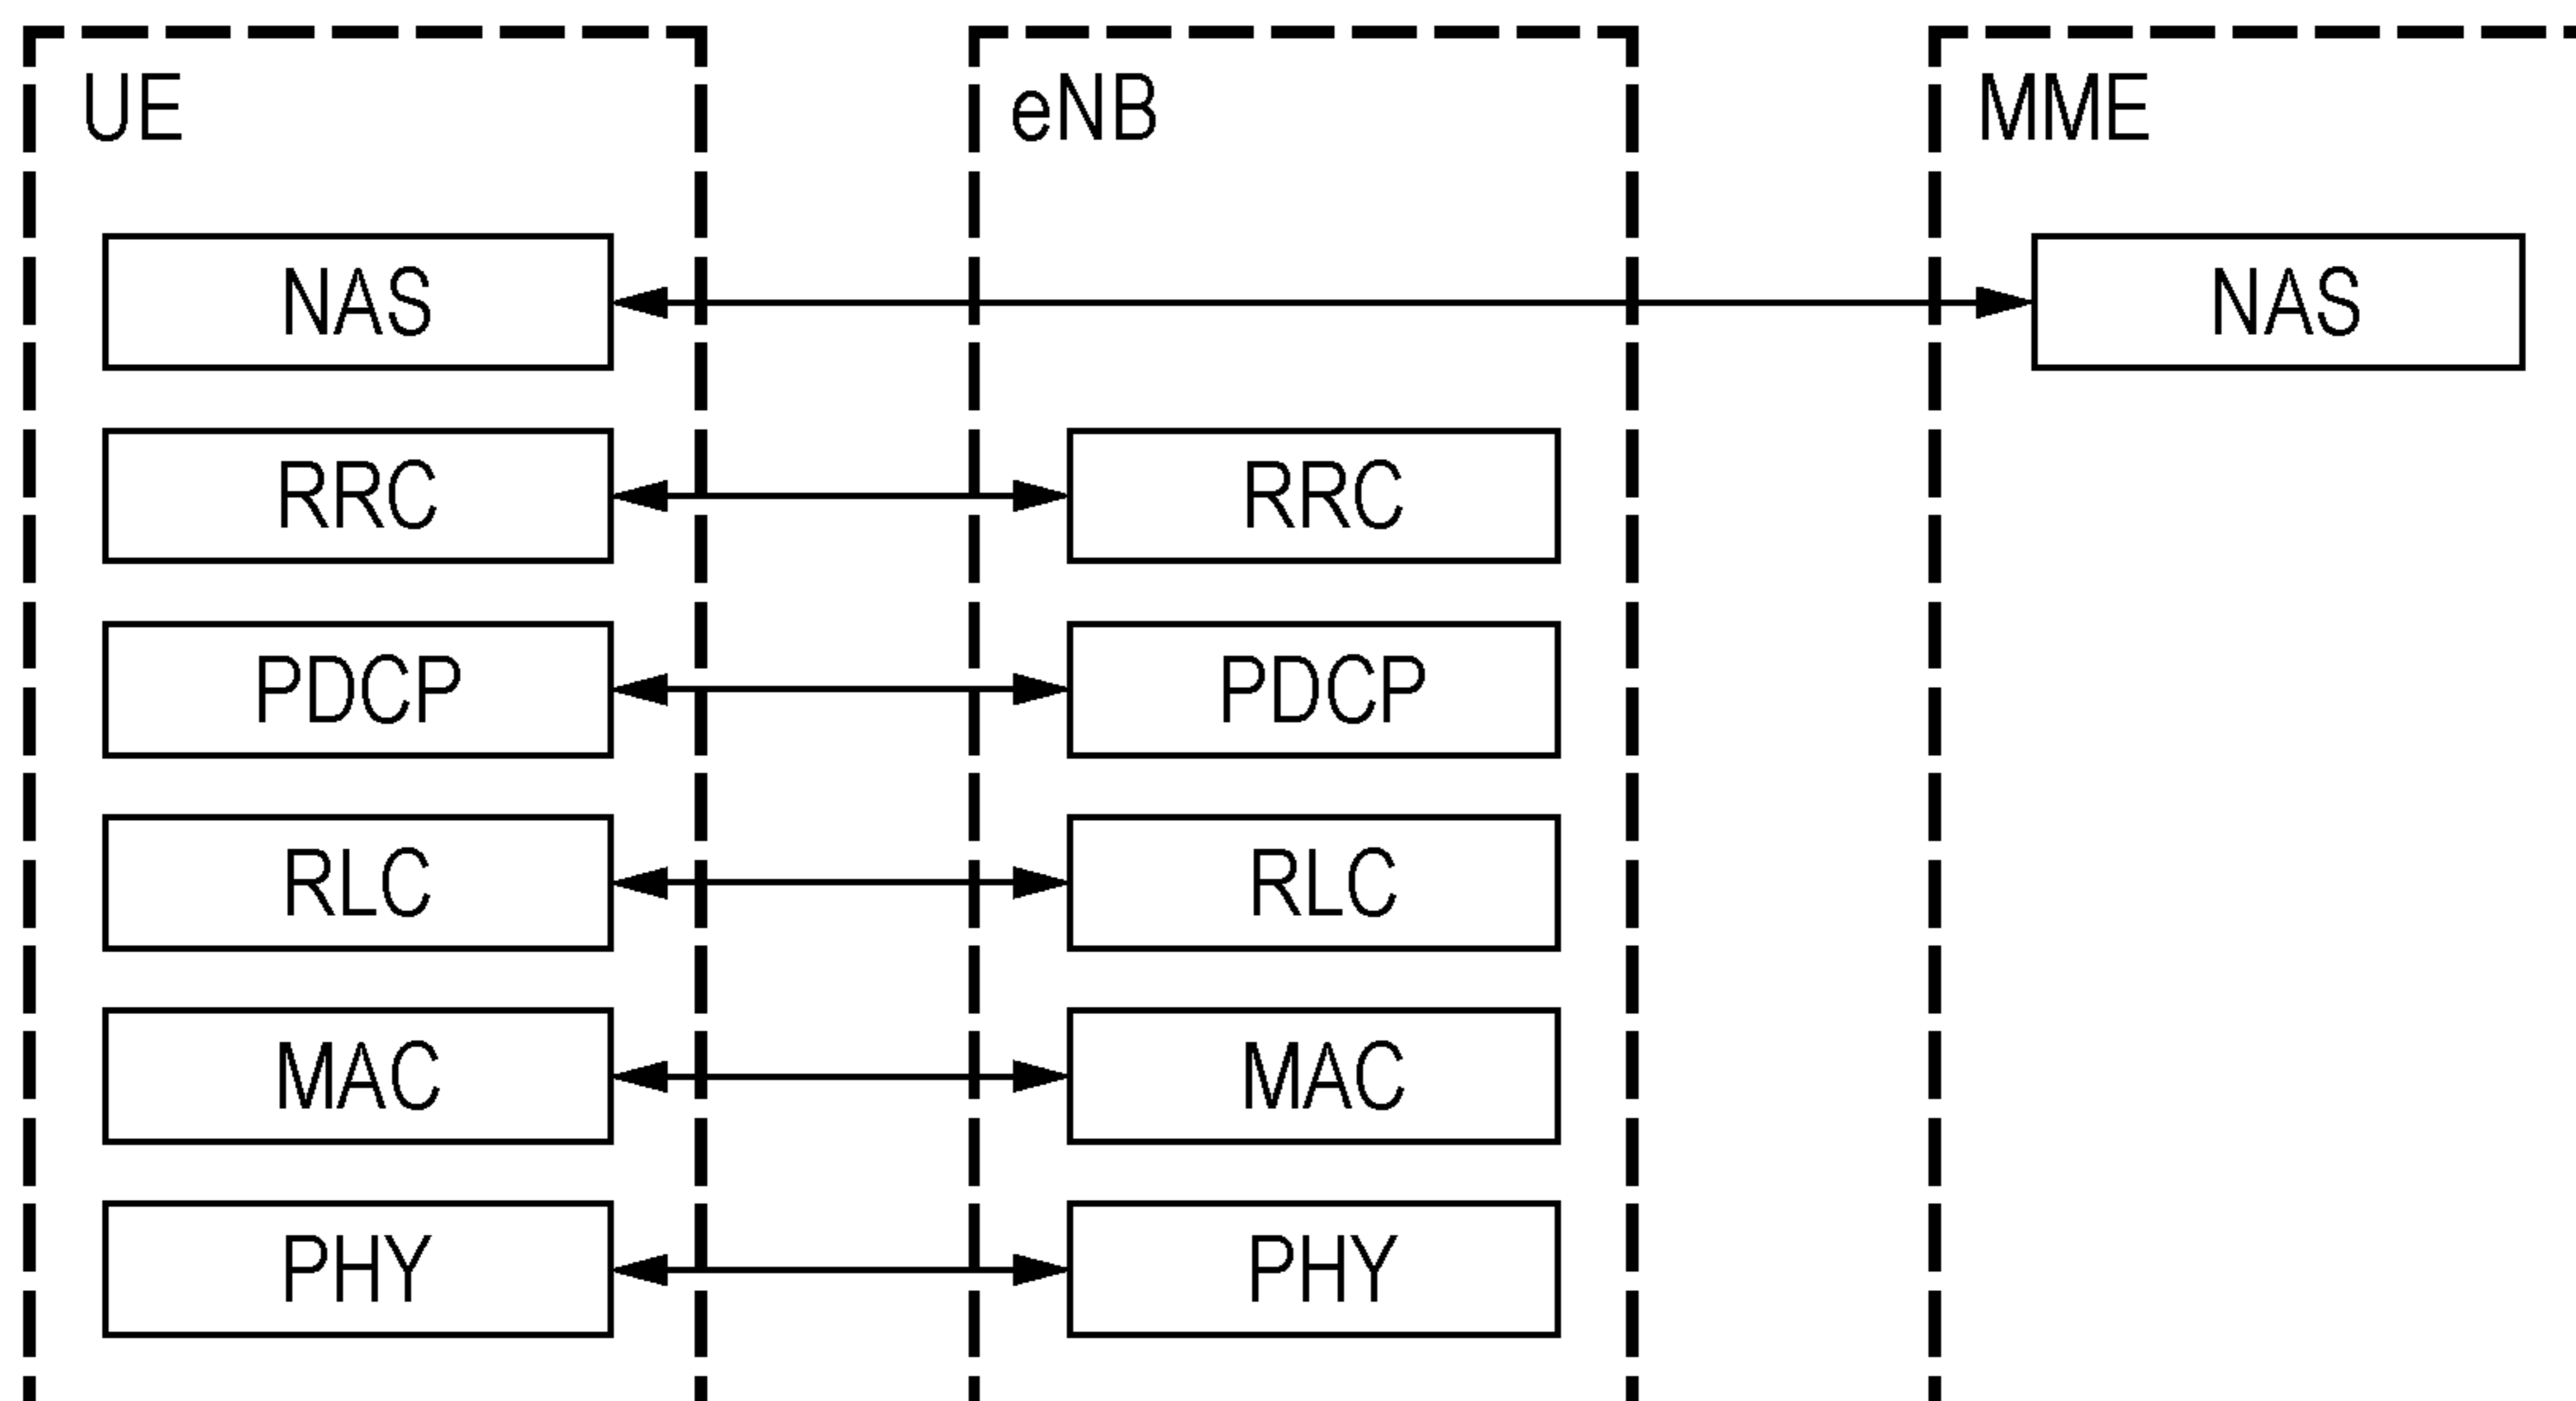 UE eNB MME
NAS NAS
RRC RRC
PDCP PDCP
RLC RLC
MAC MAC
PHY PHY